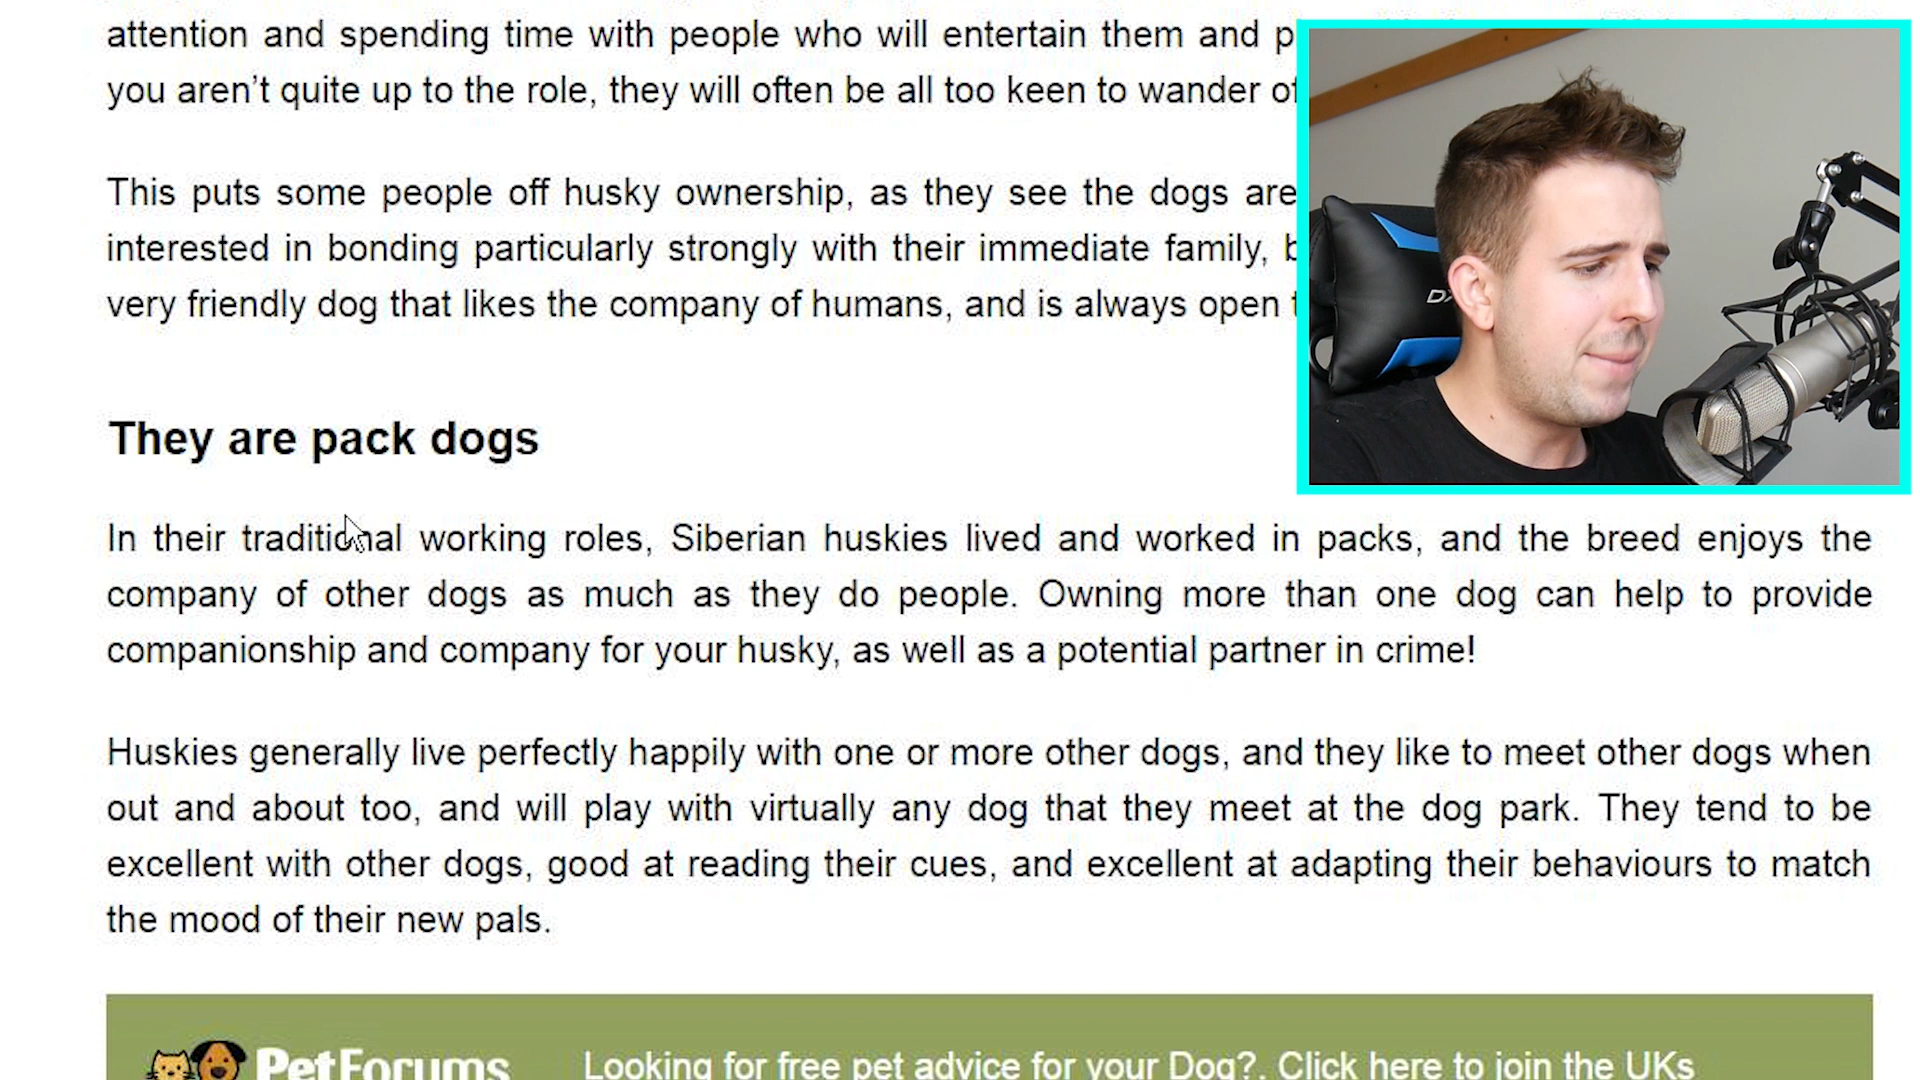 attention and spending time with people who will entertain them and
you aren’t quite up to the role, they will often be all too keen to wander
This puts some people off husky ownership, as they see the dogs are
interested in bonding particularly strongly with their immediate family,
very friendly dog that likes the company of humans, and is always open
They are pack dogs
In their traditional working roles, Siberian huskies lived and worked in packs, and the breed enjoys the
company of other dogs as much as they do people. Owning more than one dog can help to provide
companionship and company for your husky, as well as a potential partner in crime!
Huskies generally live perfectly happily with one or more other dogs, and they like to meet other dogs when
out and about too, and will play with virtually any dog that they meet at the dog park. They tend to be
excellent with other dogs, good at reading their cues, and excellent at adapting their behaviours to match
the mood of their new pals.
PetForums Looking for free pet advice for your Dog?. Click here to join the UKs